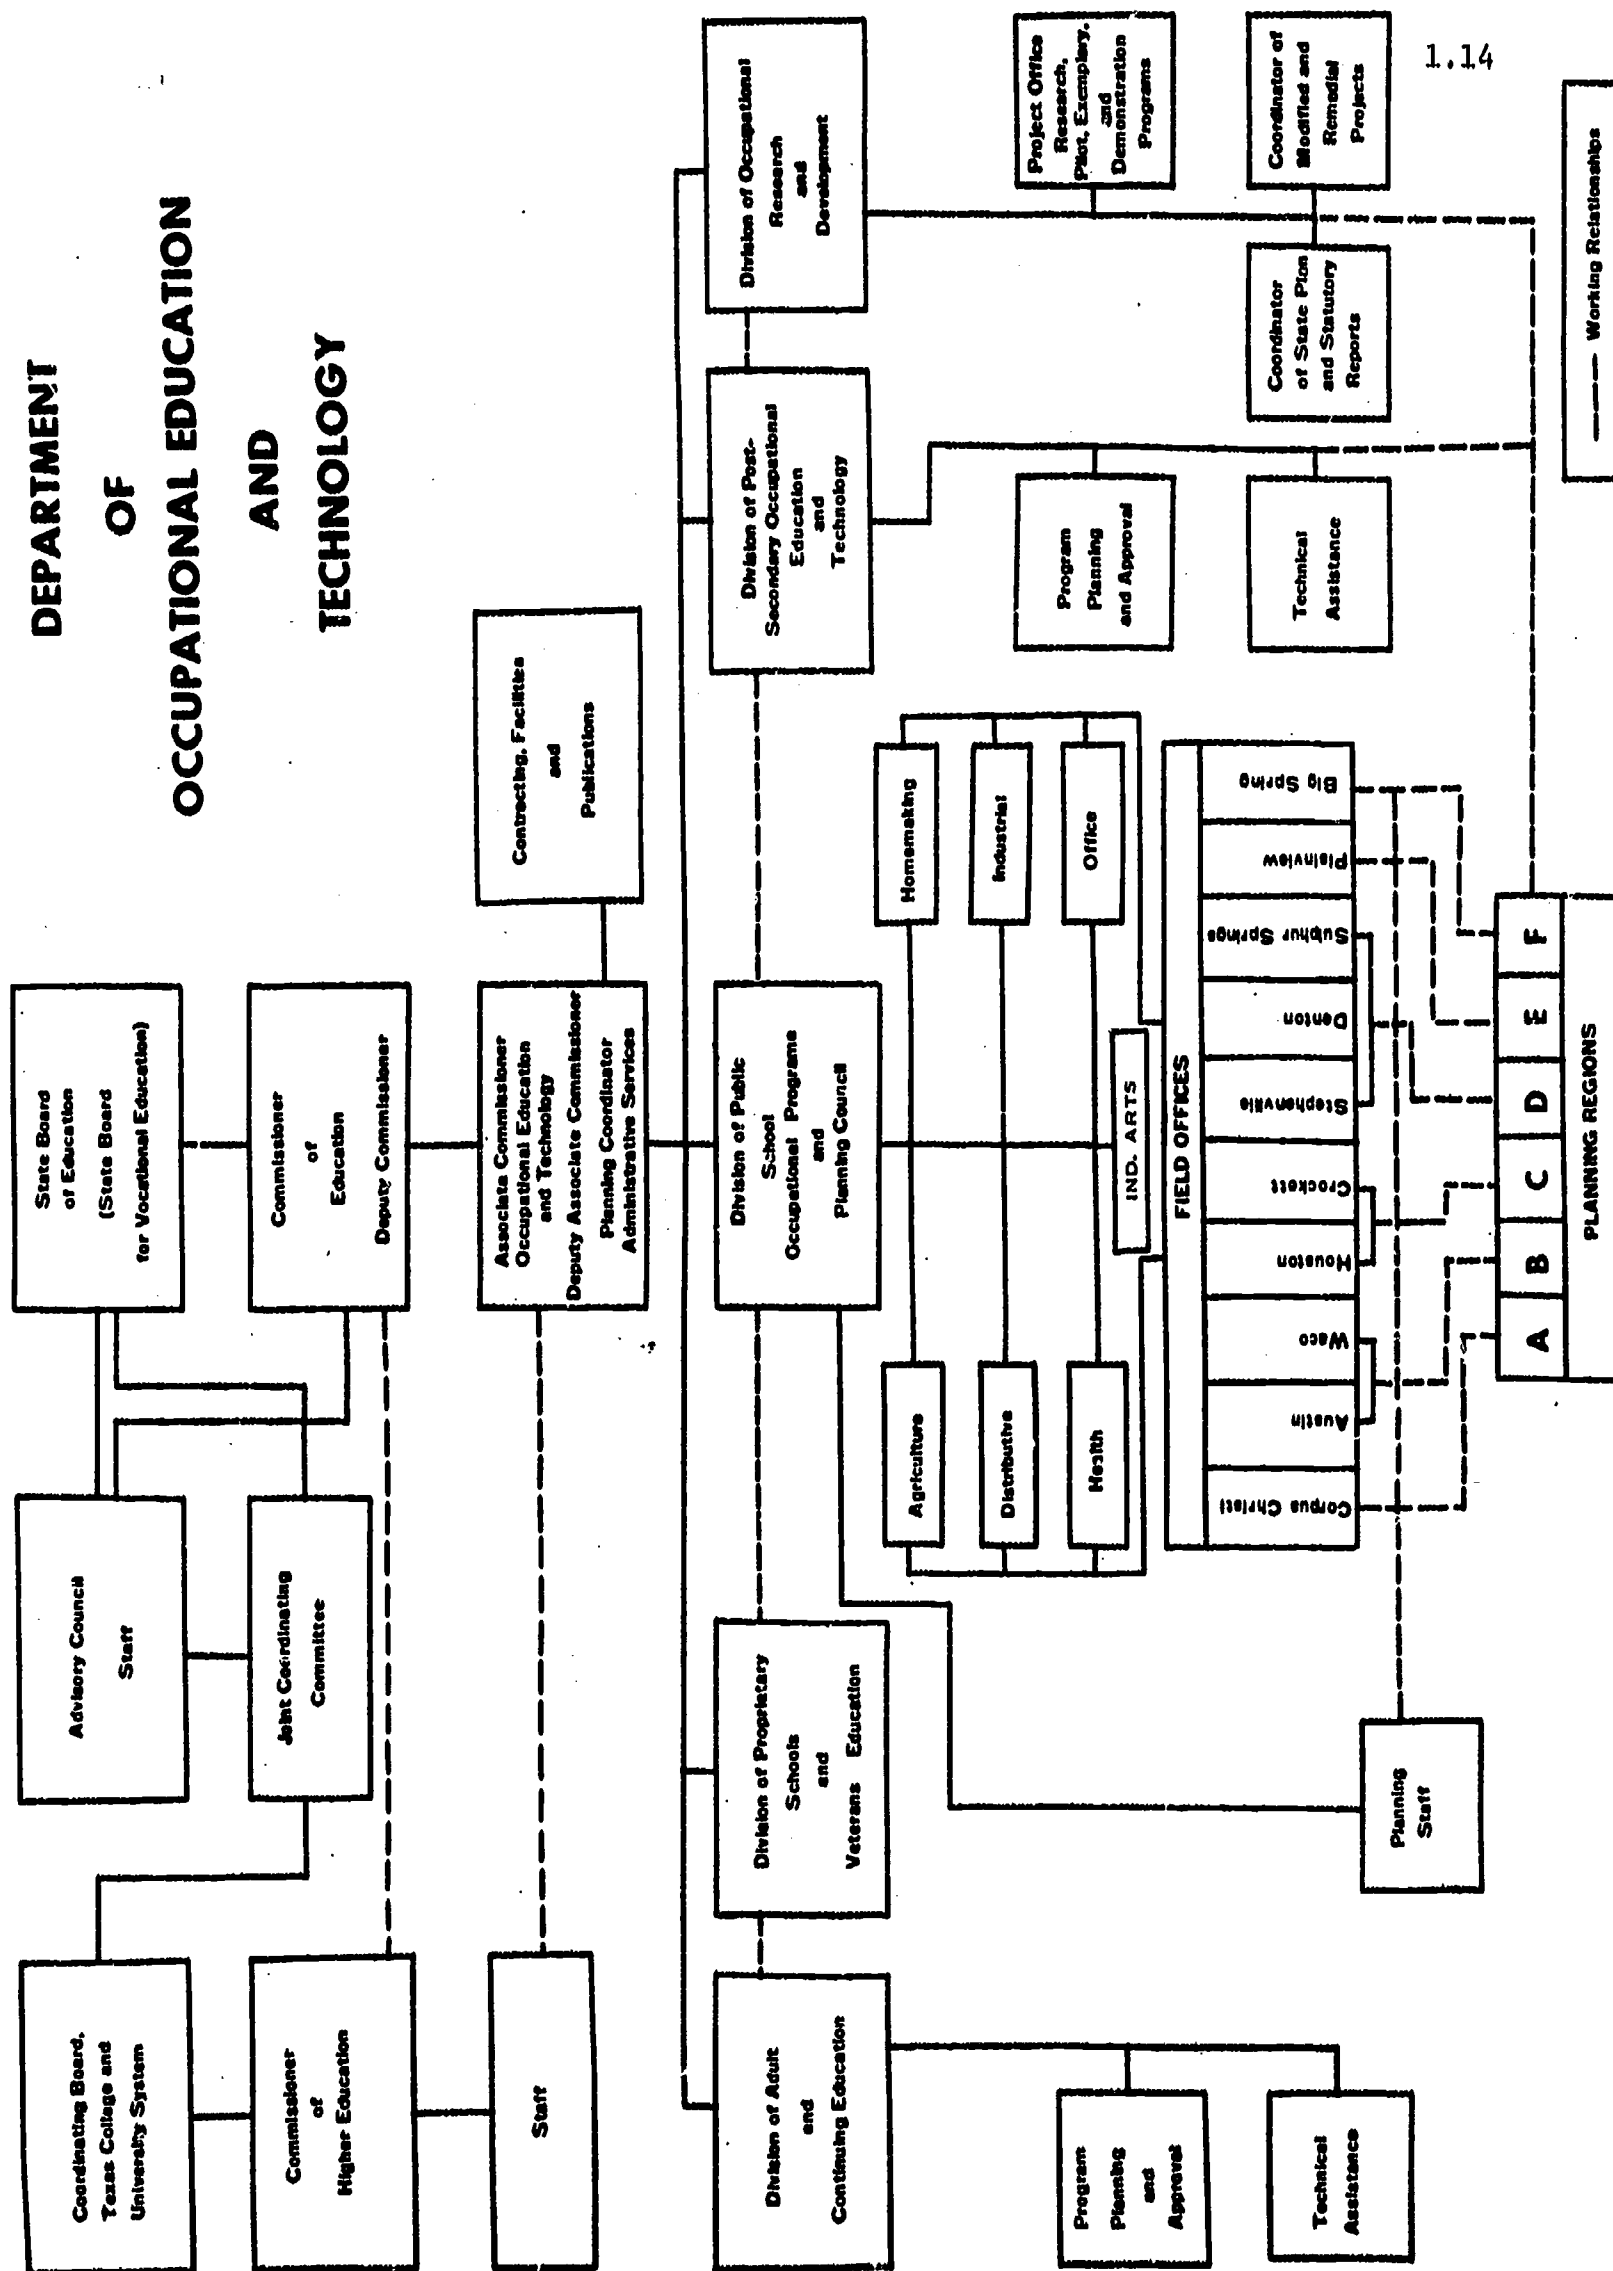 DEPARTMENT
OF
OCCUPATIONAL EDUCATION
AND
TECHNOLOGY
1.14
Coordinating Board,
Texas College and
University System
Advisory Council
Staff
State Board
of Education
(State Board
for Vocational Education)
Commissioner
of
Higher Education
Joint Coordinating
Committee
Commissioner
of
Education
Deputy Commissioner
Staff
Associate Commissioner
Occupational Education
and Technology
Deputy Associate Commissioner
Planning Coordinator
Administrative Services
Contracting, Facilities
and
Publications
Division of Adult
and
Continuing Education
Division of Proprietary
Schools
and
Veterans Education
Division of Public
School
Occupational Programs
and
Planning Council
Division of Post-
Secondary Occupational
Education
and
Technology
Division of Occupational
Research
and
Development
Agriculture
Homemaking
Distributive
Industrial
Health
Office
IND. ARTS
Program
Planning
and
Approval
Technical
Assistance
Program
Planning
and Approval
Technical
Assistance
Project Office
Research,
Pilot, Exemplary,
and
Demonstration
Programs
Coordinator
of State Plan
and Statutory
Reports
Coordinator of
Modified and
Remedial
Projects
FIELD OFFICES
Corpus Christi
Austin
Waco
Houston
Crockett
Stephenville
Denton
Sulphur Springs
Plainview
Big Spring
Planning
Staff
A B C D E F
PLANNING REGIONS
Working Relationships